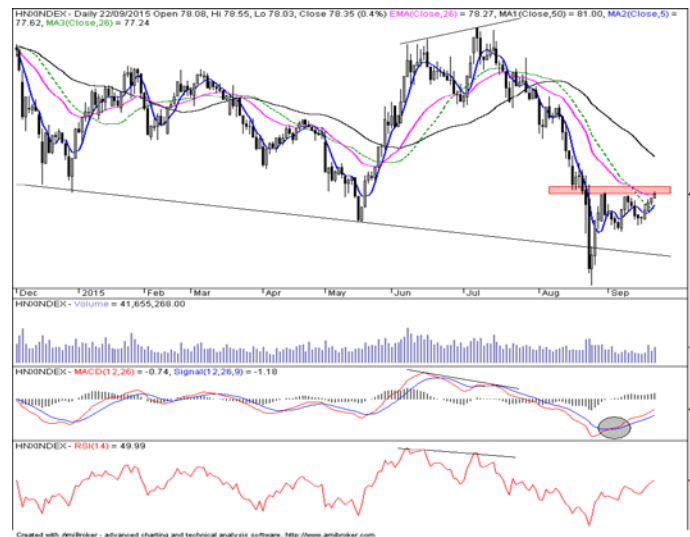 HNXINDEX - Daily 22/09/2015 Open 78.08, Hi 78.55, Lo 78.03, Close 78.35 (0.4%) EMA(Close,26) = 78.27, MA1(Close,50) = 81.00, MA2(Close,5) =
77.62, MA3(Close,26) = 77.24
Dec 2015 Feb Mar Apr May Jun Jul Aug Sep
HNXINDEX - Volume = 41,655,268.00
HNXINDEX - MACD(12,26) = -0.74, Signal(12,26,9) = -1.18
HNXINDEX - RSI(14) = 49.99
Created with AmiBroker - advanced charting and technical analysis software. http://www.amibroker.com